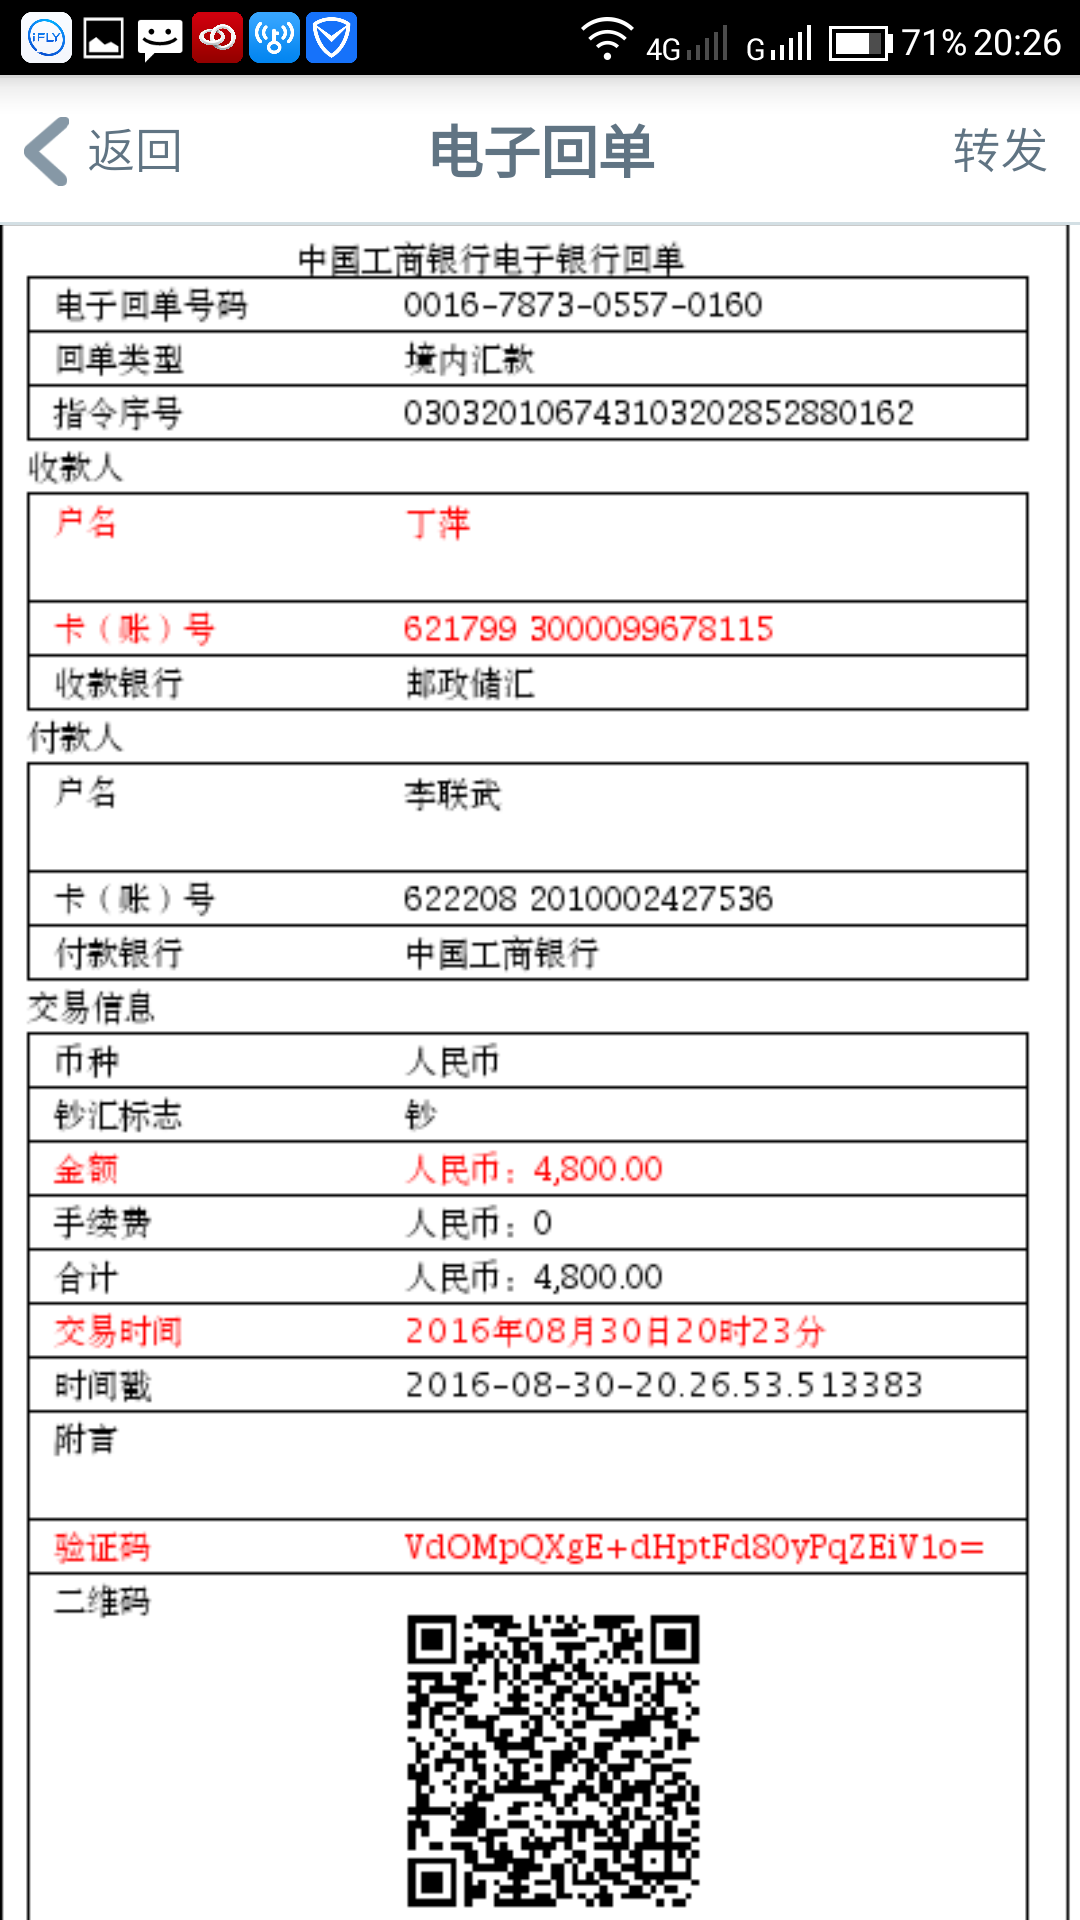 iFLY 4G G 71% 20:26
返回 电子回单 转发
中国工商银行电子银行回单
电子回单号码 0016-7873-0557-0160
回单类型 境内汇款
指令序号 030320106743103202852880162
收款人
户名 丁萍
卡（账）号 621799 3000099678115
收款银行 邮政储汇
付款人
户名 李联武
卡（账）号 622208 2010002427536
付款银行 中国工商银行
交易信息
币种 人民币
钞汇标志 钞
金额 人民币：4,800.00
手续费 人民币：0
合计 人民币：4,800.00
交易时间 2016年08月30日20时23分
时间戳 2016-08-30-20.26.53.513383
附言
验证码 VdOMpQXgE+dHptFd80yPqZEiV1o=
二维码